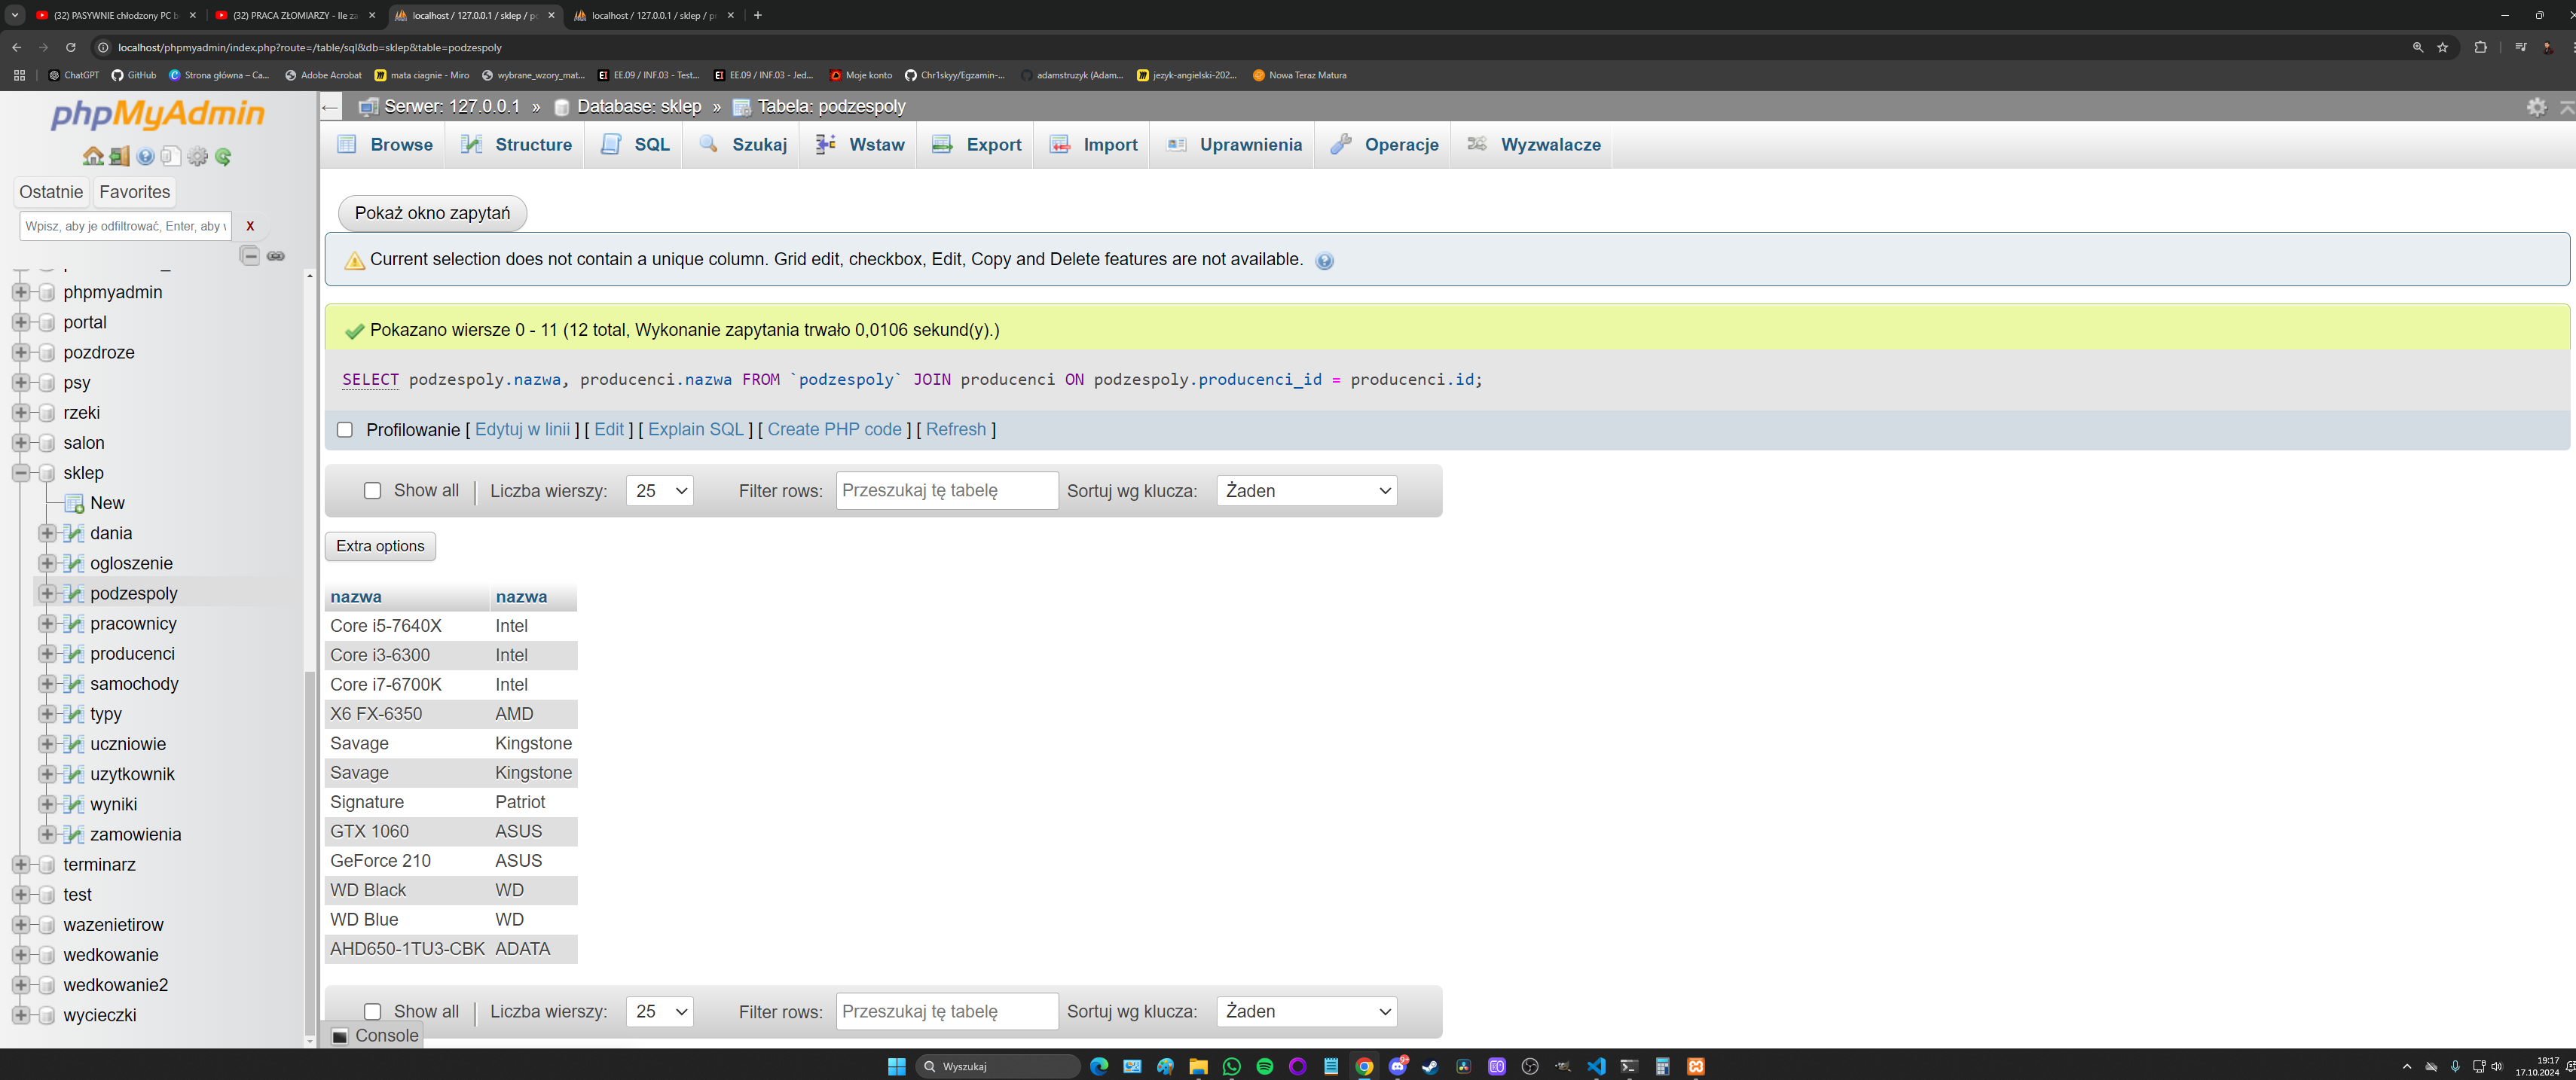 (32) PASYWNIE chłodzony PC b
(32) PRACA ZŁOMIARZY - Ile za
localhost / 127.0.0.1 / sklep / po
localhost / 127.0.0.1 / sklep / pr
localhost/phpmyadmin/index.php?route=/table/sql&db=sklep&table=podzespoly
ChatGPT
GitHub
Strona główna – Ca...
Adobe Acrobat
mata ciagnie - Miro
wybrane_wzory_mat...
EE.09 / INF.03 - Test...
EE.09 / INF.03 - Jed...
Moje konto
Chr1skyy/Egzamin-...
adamstruzyk (Adam...
jezyk-angielski-202...
Nowa Teraz Matura
phpMyAdmin
Ostatnie
Favorites
Wpisz, aby je odfiltrować, Enter, aby w
X
phpmyadmin
portal
pozdroze
psy
rzeki
salon
sklep
New
dania
ogloszenie
podzespoly
pracownicy
producenci
samochody
typy
uczniowie
uzytkownik
wyniki
zamowienia
terminarz
test
wazenietirow
wedkowanie
wedkowanie2
wycieczki
Serwer: 127.0.0.1 » Database: sklep » Tabela: podzespoly
Browse Structure SQL Szukaj Wstaw Export Import Uprawnienia Operacje Wyzwalacze
Pokaż okno zapytań
Current selection does not contain a unique column. Grid edit, checkbox, Edit, Copy and Delete features are not available.
Pokazano wiersze 0 - 11 (12 total, Wykonanie zapytania trwało 0,0106 sekund(y).)
SELECT podzespoly.nazwa, producenci.nazwa FROM `podzespoly` JOIN producenci ON podzespoly.producenci_id = producenci.id;
Profilowanie [ Edytuj w linii ] [ Edit ] [ Explain SQL ] [ Create PHP code ] [ Refresh ]
Show all | Liczba wierszy: 25 Filter rows: Przeszukaj tę tabelę Sortuj wg klucza: Żaden
Extra options
nazwa nazwa
Core i5-7640X Intel
Core i3-6300 Intel
Core i7-6700K Intel
X6 FX-6350 AMD
Savage Kingstone
Savage Kingstone
Signature Patriot
GTX 1060 ASUS
GeForce 210 ASUS
WD Black WD
WD Blue WD
AHD650-1TU3-CBK ADATA
Show all | Liczba wierszy: 25 Filter rows: Przeszukaj tę tabelę Sortuj wg klucza: Żaden
Console
Wyszukaj
9+
19:17
17.10.2024